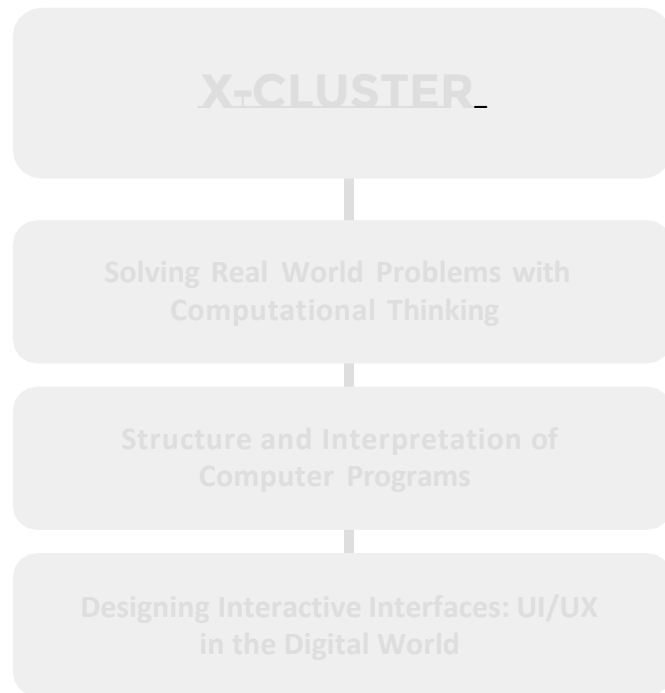 X-CLUSTER
Solving Real World Problems with
Computational Thinking
Structure and Interpretation of
Computer Programs
Designing Interactive Interfaces: UI/UX
in the Digital World